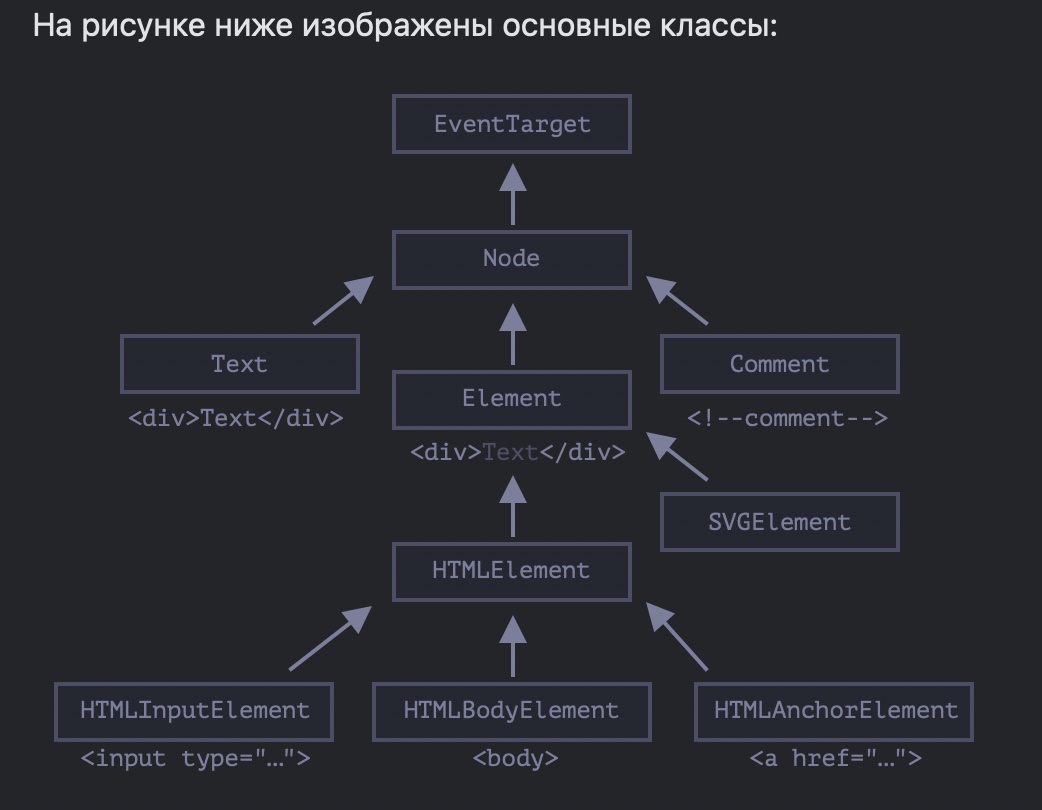 На рисунке ниже изображены основные классы:
EventTarget
Node
Text
<div>Text</div>
Element
<div>Text</div>
Comment
<!--comment-->
SVGElement
HTMLElement
HTMLInputElement
<input type="...">
HTMLBodyElement
<body>
HTMLAnchorElement
<a href="...">